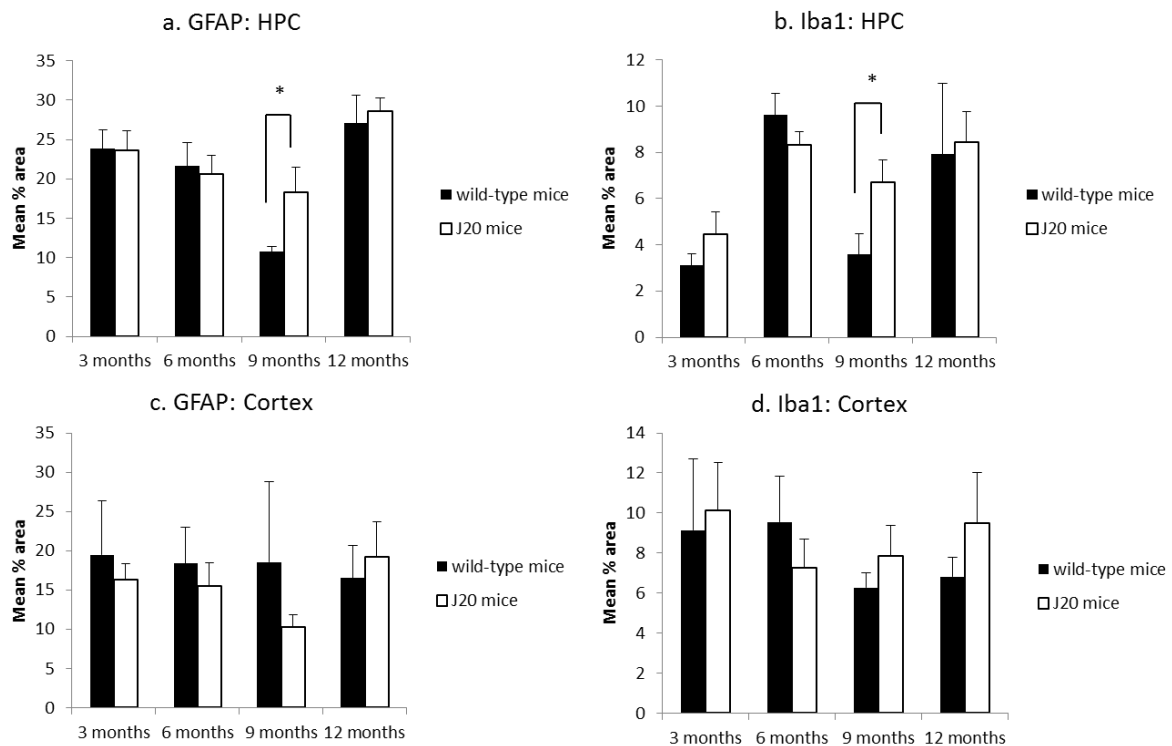 a. GFAP: HPC
35
30
25
20
15
10
5
0
Mean % area
*
3 months 6 months 9 months 12 months
wild-type mice
J20 mice
b. Iba1: HPC
12
10
8
6
4
2
0
Mean % area
*
3 months 6 months 9 months 12 months
wild-type mice
J20 mice
c. GFAP: Cortex
35
30
25
20
15
10
5
0
Mean % area
3 months 6 months 9 months 12 months
wild-type mice
J20 mice
d. Iba1: Cortex
14
12
10
8
6
4
2
0
Mean % area
3 months 6 months 9 months 12 months
wild-type mice
J20 mice